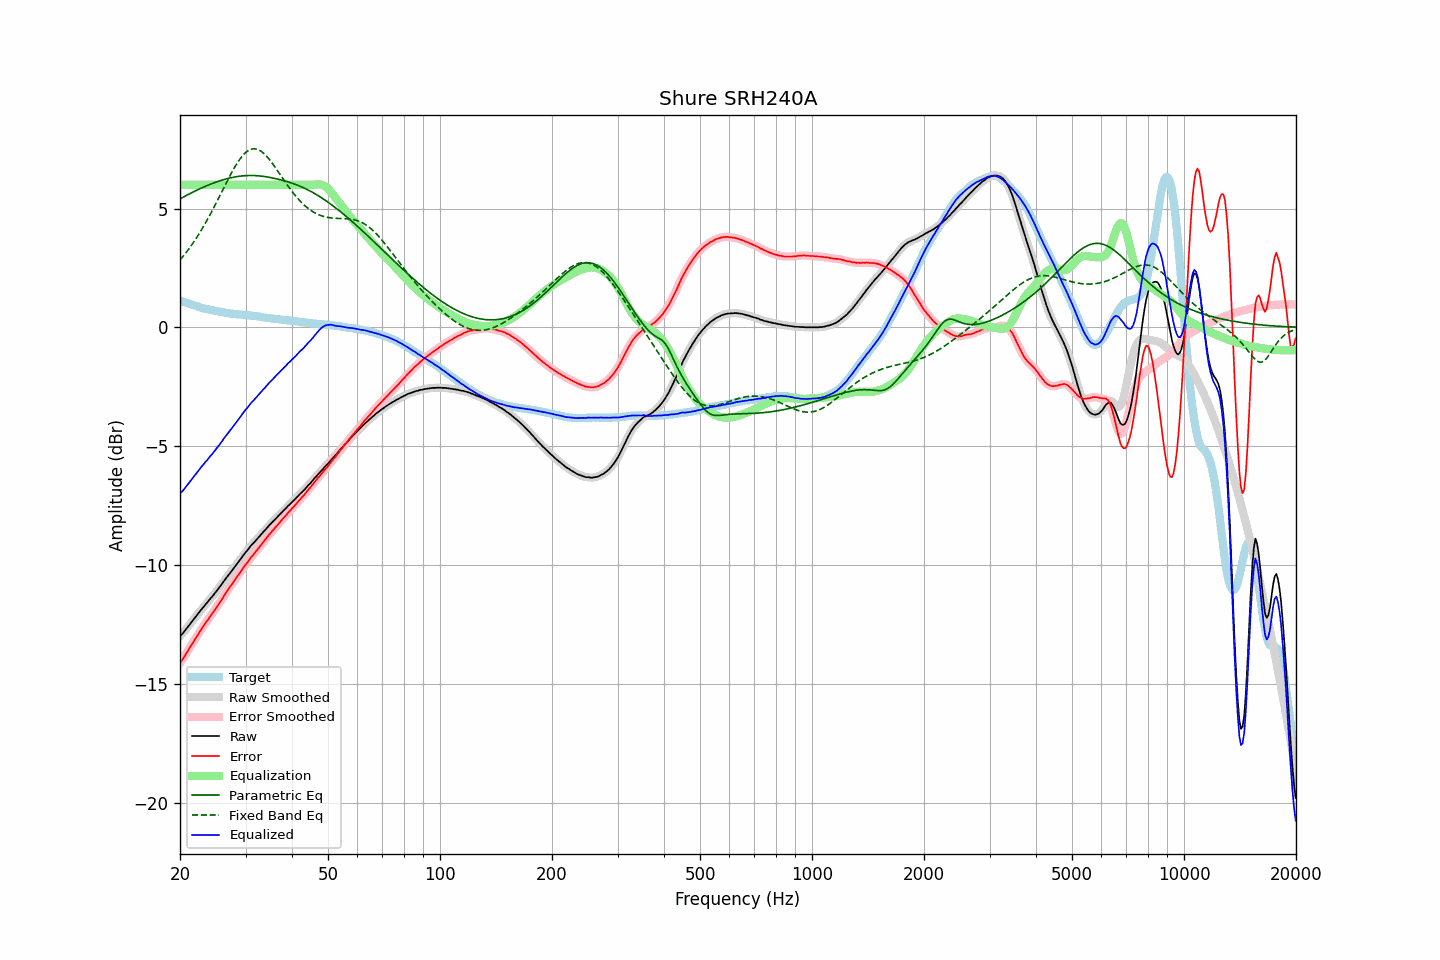 Shure SRH240A
Amplitude (dBr)
5
0
−5
−10
−15
−20
Target
Raw Smoothed
Error Smoothed
Raw
Error
Equalization
Parametric Eq
Fixed Band Eq
Equalized
20 50 100 200 500 1000 2000 5000 10000 20000
Frequency (Hz)